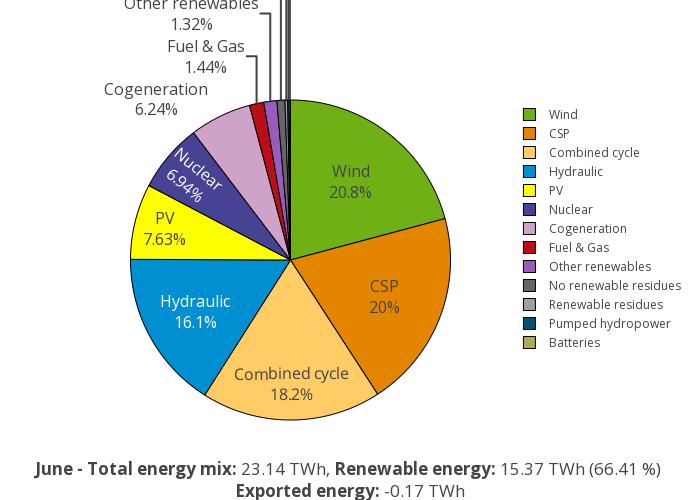 Other renewables
1.32%
Fuel & Gas
1.44%
Cogeneration
6.24%
Wind
20.8%
Nuclear
6.94%
PV
7.63%
CSP
20%
Hydraulic
16.1%
Combined cycle
18.2%
Wind
CSP
Combined cycle
Hydraulic
PV
Nuclear
Cogeneration
Fuel & Gas
Other renewables
No renewable residues
Renewable residues
Pumped hydropower
Batteries
June - Total energy mix: 23.14 TWh, Renewable energy: 15.37 TWh (66.41 %)
Exported energy: -0.17 TWh